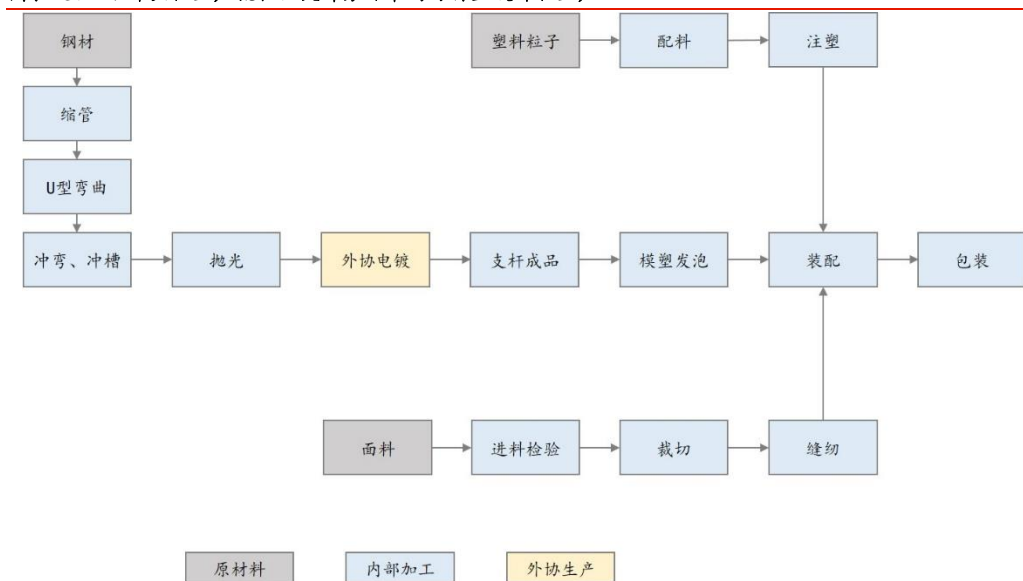 钢材
塑料粒子
配料
注塑
缩管
U型弯曲
冲弯、冲槽
抛光
外协电镀
支杆成品
模塑发泡
装配
包装
面料
进料检验
裁切
缝纫
原材料
内部加工
外协生产